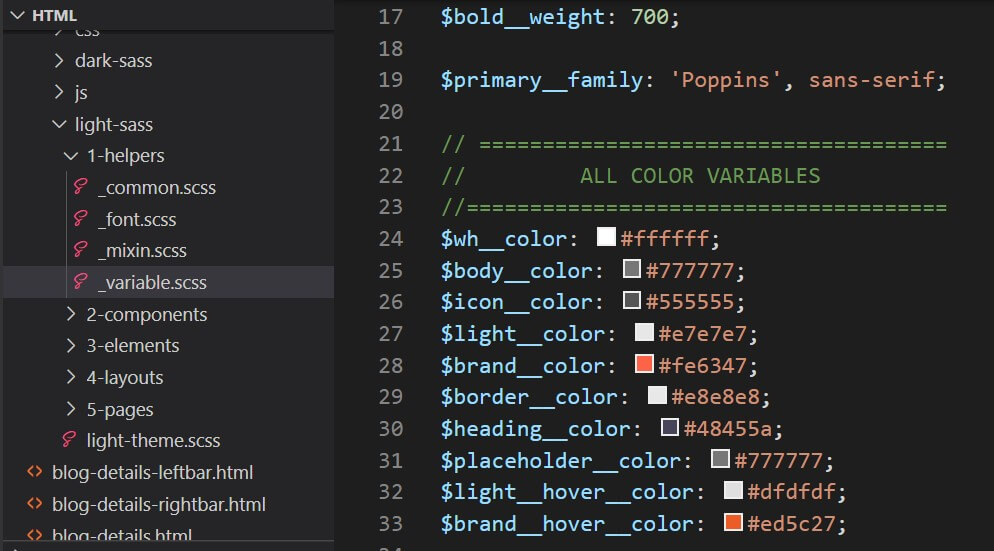 HTML
css
dark-sass
js
light-sass
1-helpers
_common.scss
_font.scss
_mixin.scss
_variable.scss
2-components
3-elements
4-layouts
5-pages
light-theme.scss
blog-details-leftbar.html
blog-details-rightbar.html
blog-details.html
17 $bold__weight: 700;
18
19 $primary__family: 'Poppins', sans-serif;
20
21 // =====================================
22 //         ALL COLOR VARIABLES
23 //======================================
24 $wh__color: #ffffff;
25 $body__color: #777777;
26 $icon__color: #555555;
27 $light__color: #e7e7e7;
28 $brand__color: #fe6347;
29 $border__color: #e8e8e8;
30 $heading__color: #48455a;
31 $placeholder__color: #777777;
32 $light__hover__color: #dfdfdf;
33 $brand__hover__color: #ed5c27;